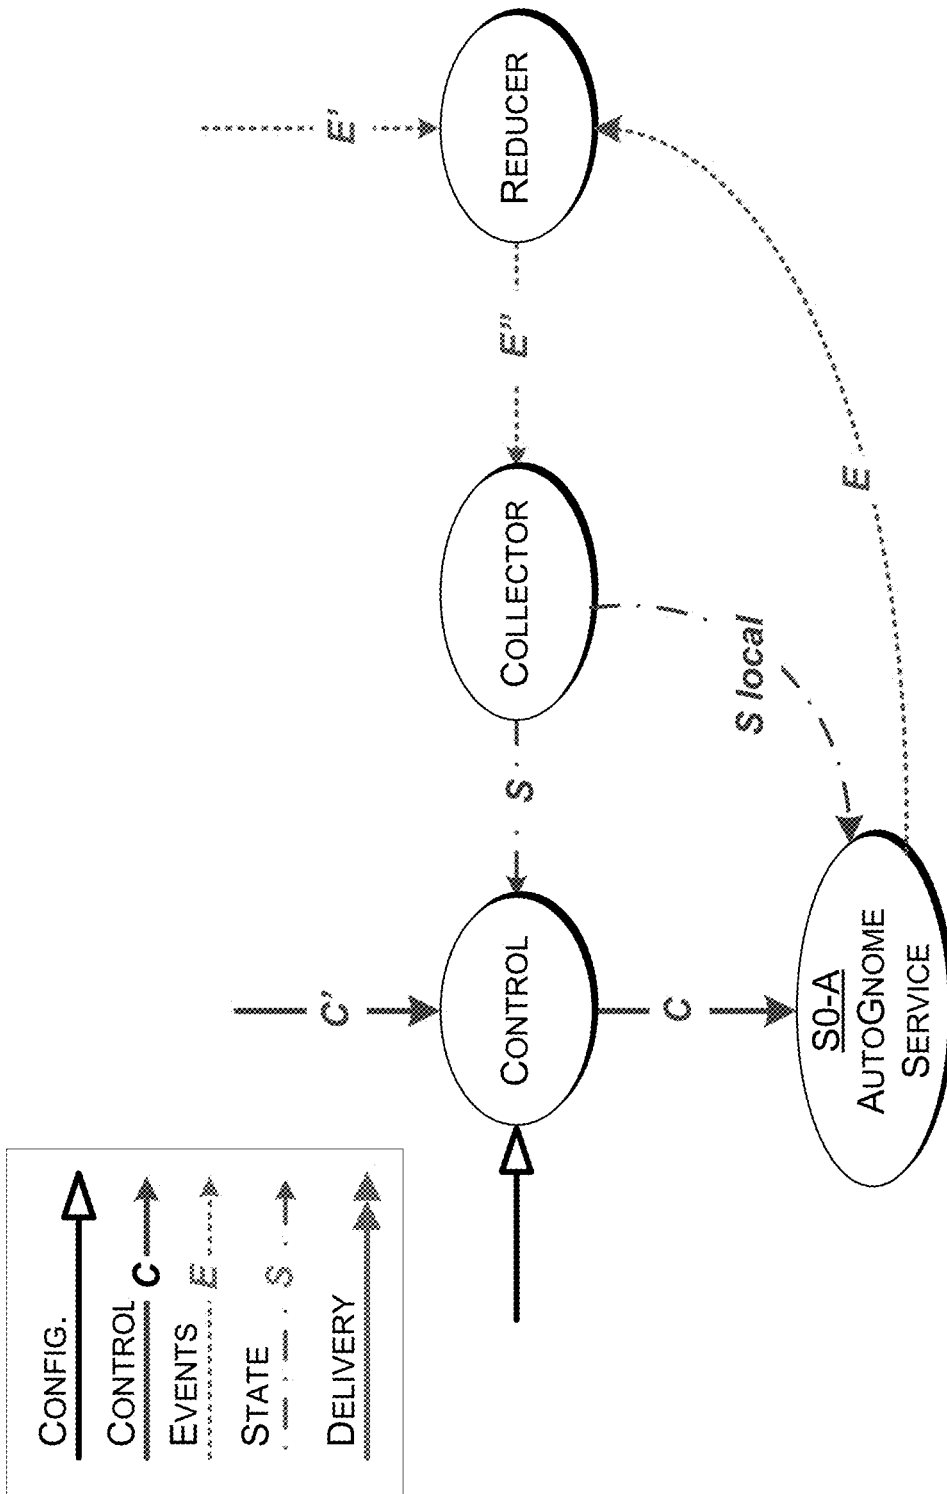 CONFIG.
CONTROL
C
EVENTS
E
STATE
S
DELIVERY
C'
E'
CONTROL
S
COLLECTOR
E''
REDUCER
C
S local
E
S0-A
AUTOGNOME
SERVICE